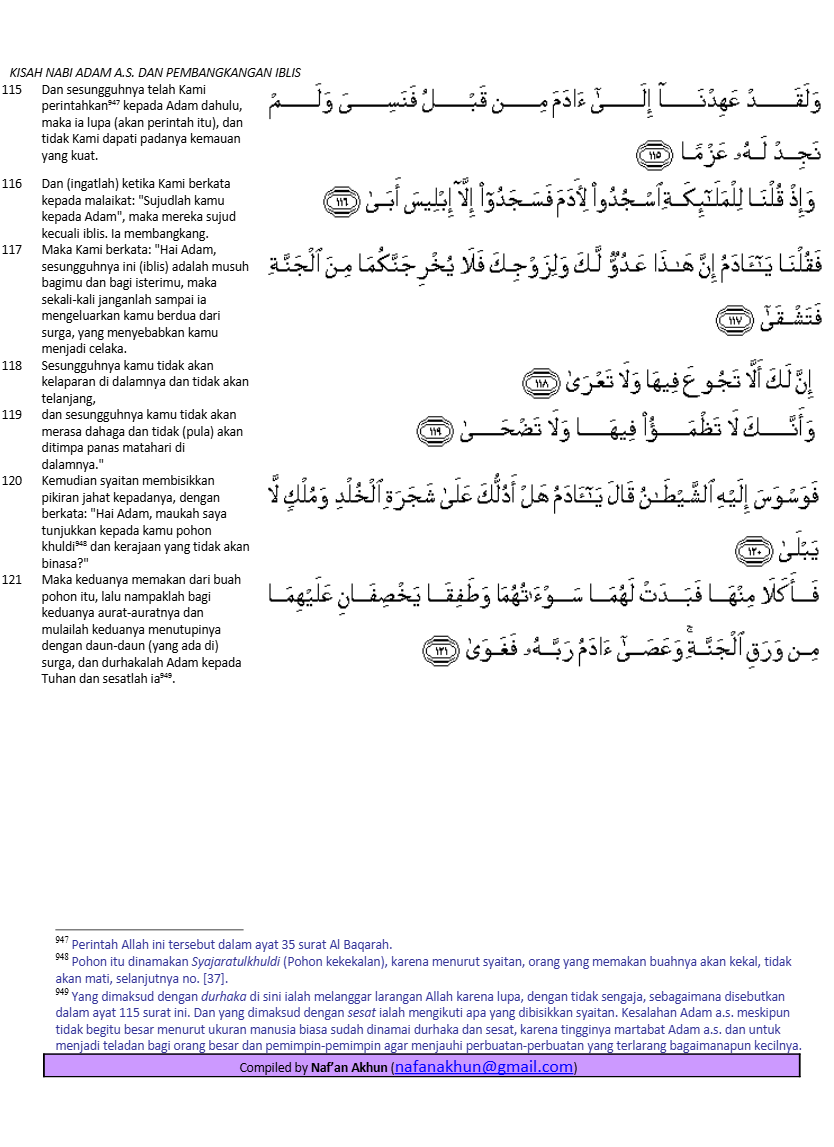 KISAH NABI ADAM A.S. DAN PEMBANGKANGAN IBLIS
115 Dan sesungguhnya telah Kami
perintahkan⁹⁴⁷ kepada Adam dahulu,
maka ia lupa (akan perintah itu), dan
tidak Kami dapati padanya kemauan
yang kuat.
وَلَقَدْ عَهِدْنَآ إِلَىٰٓ ءَادَمَ مِن قَبْلُ فَنَسِىَ وَلَمْ
نَجِدْ لَهُۥ عَزْمًا ﴿١١٥﴾
116 Dan (ingatlah) ketika Kami berkata
kepada malaikat: "Sujudlah kamu
kepada Adam", maka mereka sujud
kecuali iblis. Ia membangkang.
وَإِذْ قُلْنَا لِلْمَلَـٰٓئِكَةِ ٱسْجُدُوا۟ لِـَٔادَمَ فَسَجَدُوٓا۟ إِلَّآ إِبْلِيسَ أَبَىٰ ﴿١١٦﴾
117 Maka Kami berkata: "Hai Adam,
sesungguhnya ini (iblis) adalah musuh
bagimu dan bagi isterimu, maka
sekali-kali janganlah sampai ia
mengeluarkan kamu berdua dari
surga, yang menyebabkan kamu
menjadi celaka.
فَقُلْنَا يَـٰٓـَٔادَمُ إِنَّ هَـٰذَا عَدُوٌّ لَّكَ وَلِزَوْجِكَ فَلَا يُخْرِجَنَّكُمَا مِنَ ٱلْجَنَّةِ
فَتَشْقَىٰٓ ﴿١١٧﴾
118 Sesungguhnya kamu tidak akan
kelaparan di dalamnya dan tidak akan
telanjang,
إِنَّ لَكَ أَلَّا تَجُوعَ فِيهَا وَلَا تَعْرَىٰ ﴿١١٨﴾
119 dan sesungguhnya kamu tidak akan
merasa dahaga dan tidak (pula) akan
ditimpa panas matahari di
dalamnya."
وَأَنَّكَ لَا تَظْمَؤُا۟ فِيهَا وَلَا تَضْحَىٰ ﴿١١٩﴾
120 Kemudian syaitan membisikkan
pikiran jahat kepadanya, dengan
berkata: "Hai Adam, maukah saya
tunjukkan kepada kamu pohon
khuldi⁹⁴⁸ dan kerajaan yang tidak akan
binasa?"
فَوَسْوَسَ إِلَيْهِ ٱلشَّيْطَـٰنُ قَالَ يَـٰٓـَٔادَمُ هَلْ أَدُلُّكَ عَلَىٰ شَجَرَةِ ٱلْخُلْدِ وَمُلْكٍ لَّا
يَبْلَىٰ ﴿١٢٠﴾
121 Maka keduanya memakan dari buah
pohon itu, lalu nampaklah bagi
keduanya aurat-auratnya dan
mulailah keduanya menutupinya
dengan daun-daun (yang ada di)
surga, dan durhakalah Adam kepada
Tuhan dan sesatlah ia⁹⁴⁹.
فَأَكَلَا مِنْهَا فَبَدَتْ لَهُمَا سَوْءَٰتُهُمَا وَطَفِقَا يَخْصِفَانِ عَلَيْهِمَا
مِن وَرَقِ ٱلْجَنَّةِ ۚ وَعَصَىٰٓ ءَادَمُ رَبَّهُۥ فَغَوَىٰ ﴿١٢١﴾
⁹⁴⁷ Perintah Allah ini tersebut dalam ayat 35 surat Al Baqarah.
⁹⁴⁸ Pohon itu dinamakan Syajaratulkhuldi (Pohon kekekalan), karena menurut syaitan, orang yang memakan buahnya akan kekal, tidak
akan mati, selanjutnya no. [37].
⁹⁴⁹ Yang dimaksud dengan durhaka di sini ialah melanggar larangan Allah karena lupa, dengan tidak sengaja, sebagaimana disebutkan
dalam ayat 115 surat ini. Dan yang dimaksud dengan sesat ialah mengikuti apa yang dibisikkan syaitan. Kesalahan Adam a.s. meskipun
tidak begitu besar menurut ukuran manusia biasa sudah dinamai durhaka dan sesat, karena tingginya martabat Adam a.s. dan untuk
menjadi teladan bagi orang besar dan pemimpin-pemimpin agar menjauhi perbuatan-perbuatan yang terlarang bagaimanapun kecilnya.
Compiled by Naf'an Akhun (nafanakhun@gmail.com)